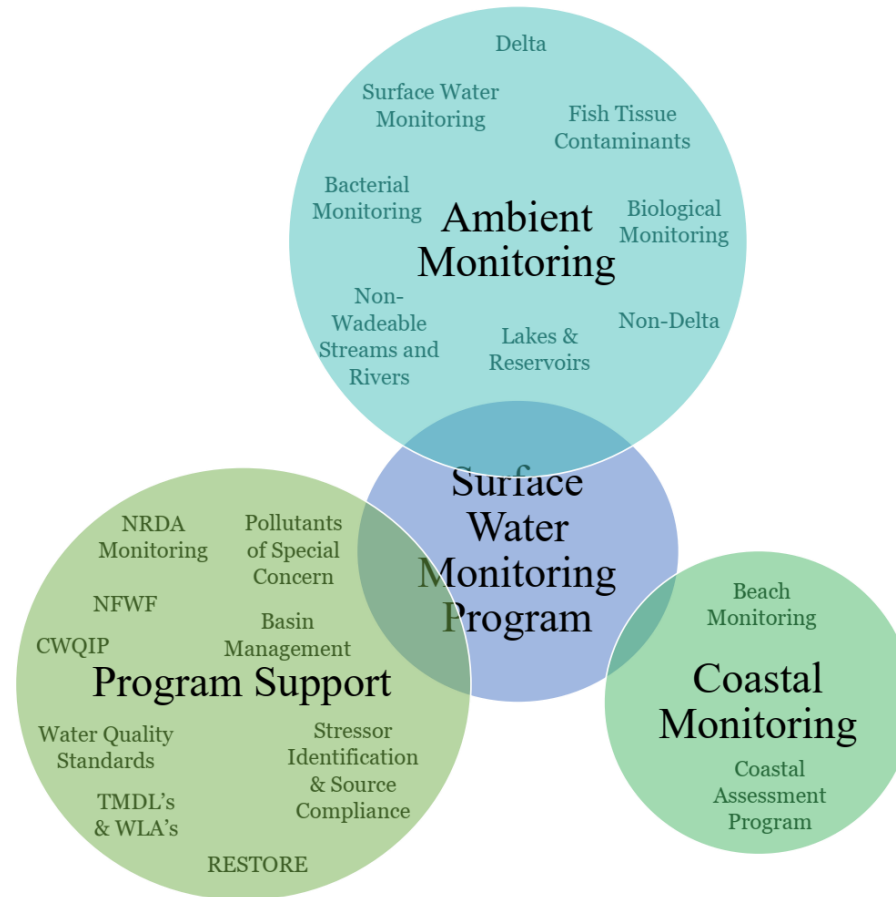 Delta
Surface Water
Monitoring
Fish Tissue
Contaminants
Bacterial
Monitoring
Ambient
Monitoring
Biological
Monitoring
Non-
Wadeable
Streams and
Rivers
Lakes &
Reservoirs
Non-Delta
Surface
Water
Monitoring
Program
NRDA
Monitoring
Pollutants
of Special
Concern
NFWF
Basin
Management
CWQIP
Program Support
Water Quality
Standards
Stressor
Identification
& Source
Compliance
TMDL’s
& WLA’s
RESTORE
Beach
Monitoring
Coastal
Monitoring
Coastal
Assessment
Program